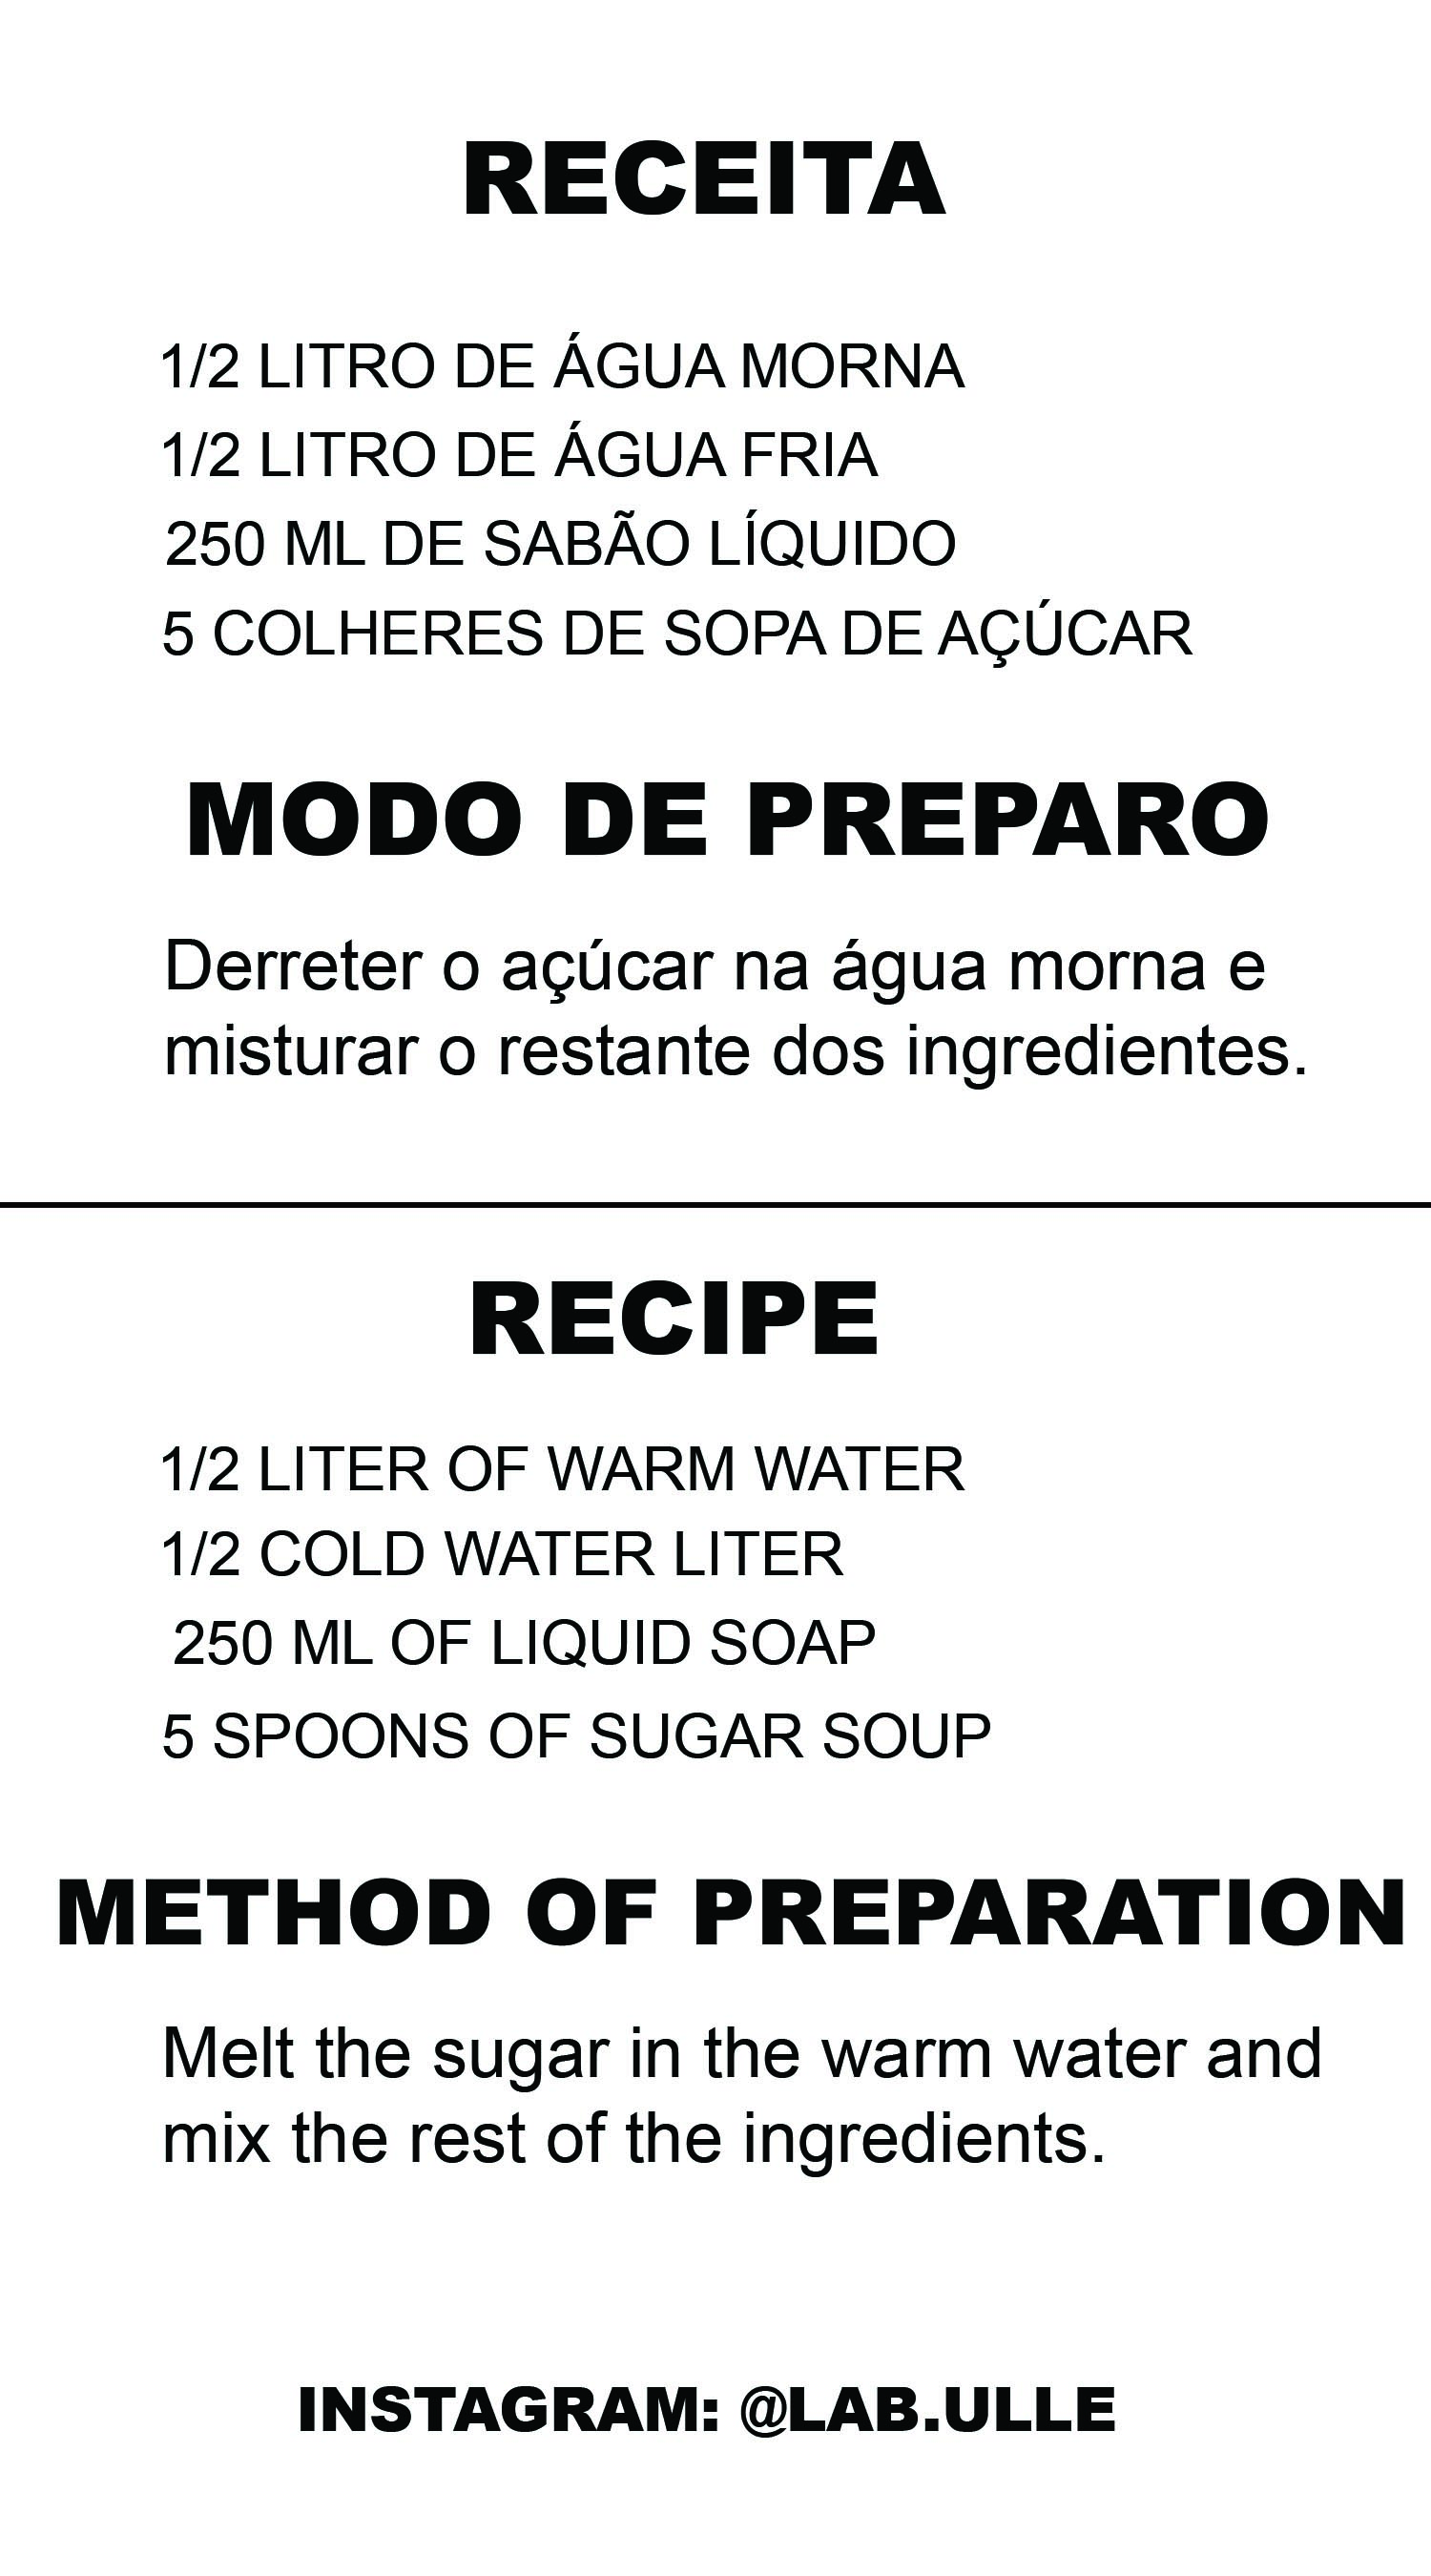 RECEITA
1/2 LITRO DE ÁGUA MORNA
1/2 LITRO DE ÁGUA FRIA
250 ML DE SABÃO LÍQUIDO
5 COLHERES DE SOPA DE AÇÚCAR
MODO DE PREPARO
Derreter o açúcar na água morna e
misturar o restante dos ingredientes.
RECIPE
1/2 LITER OF WARM WATER
1/2 COLD WATER LITER
250 ML OF LIQUID SOAP
5 SPOONS OF SUGAR SOUP
METHOD OF PREPARATION
Melt the sugar in the warm water and
mix the rest of the ingredients.
INSTAGRAM: @LAB.ULLE